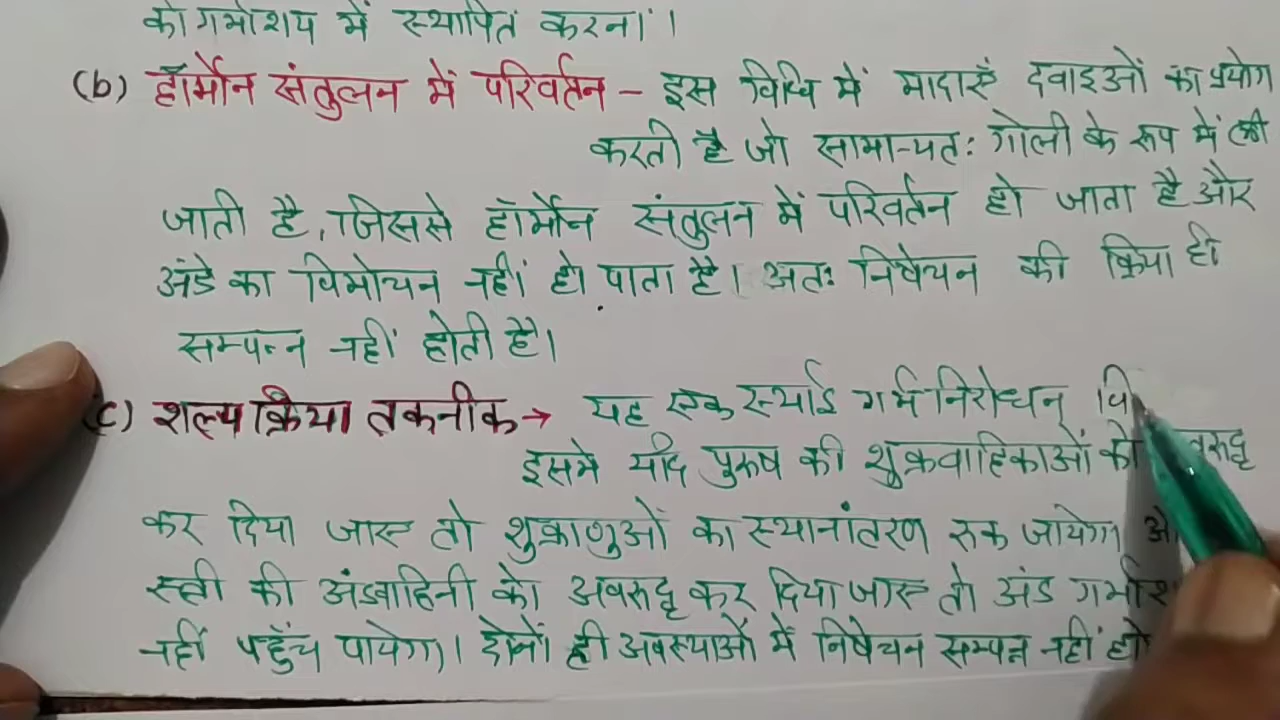 को गर्भाशय में स्थापित करना।
(b) हॉर्मोन संतुलन में परिवर्तन – इस विधि में मादाएँ दवाइओं का प्रयोग
करती है जो सामान्यतः गोली के रूप में ली
जाती है, जिससे हॉर्मोन संतुलन में परिवर्तन हो जाता है और
अंडे का विमोचन नहीं हो पाता है। अतः निषेचन की क्रिया ही
सम्पन्न नहीं होती है।
(c) शल्य क्रिया तकनीक → यह एक स्थाई गर्भनिरोधन वि
इसमे यदि पुरुष की शुक्रवाहिकाओं को वरुद्ध
कर दिया जाए तो शुक्राणुओं का स्थानांतरण रुक जायेगा
स्त्री की अंडवाहिनी को अवरुद्ध कर दिया जाए तो अंड गर्भाश
नहीं पहुँच पायेगा। दोनों ही अवस्थाओं में निषेचन सम्पन्न नहीं हो